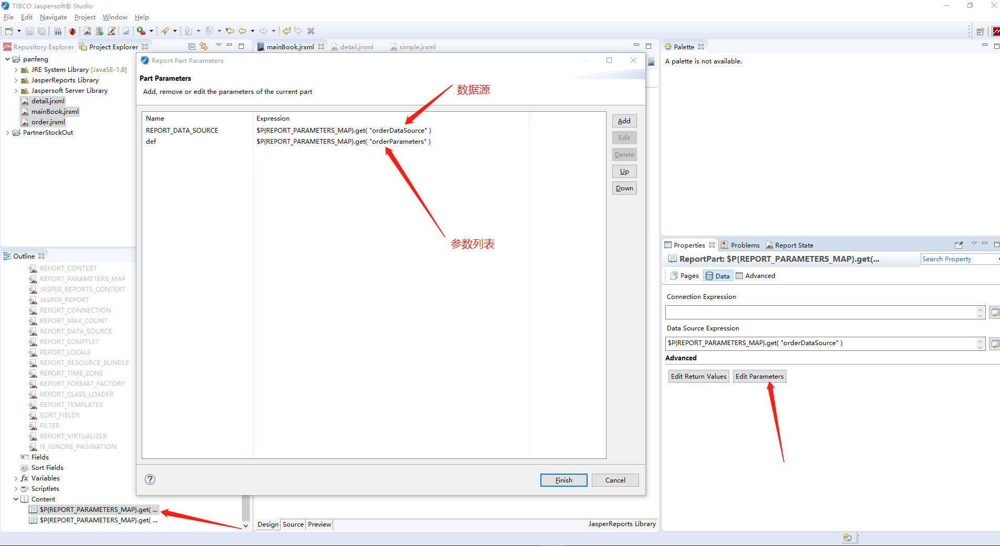 TIBCO Jaspersoft® Studio
File Edit Navigate Project Window Help
Repository Explorer Project Explorer
mainBook.jrxml detail.jrxml simple.jrxml
Palette
A palette is not available.
panfeng
JRE System Library [JavaSE-1.8]
JasperReports Library
Jaspersoft Server Library
detail.jrxml
mainBook.jrxml
order.jrxml
PartnerStockOut
Report Part Parameters
Part Parameters
Add, remove or edit the parameters of the current part
数据源
Name Expression
REPORT_DATA_SOURCE $P{REPORT_PARAMETERS_MAP}.get( "orderDataSource" )
def $P{REPORT_PARAMETERS_MAP}.get( "orderParameters" )
参数列表
Add
Edit
Delete
Up
Down
Finish Cancel
Outline
REPORT_CONTEXT
REPORT_PARAMETERS_MAP
JASPER_REPORTS_CONTEXT
JASPER_REPORT
REPORT_CONNECTION
REPORT_MAX_COUNT
REPORT_DATA_SOURCE
REPORT_SCRIPTLET
REPORT_LOCALE
REPORT_RESOURCE_BUNDLE
REPORT_TIME_ZONE
REPORT_FORMAT_FACTORY
REPORT_CLASS_LOADER
REPORT_TEMPLATES
SORT_FIELDS
FILTER
REPORT_VIRTUALIZER
IS_IGNORE_PAGINATION
Fields
Sort Fields
Variables
Scriptlets
Content
$P{REPORT_PARAMETERS_MAP}.get( ...
$P{REPORT_PARAMETERS_MAP}.get( ...
Design Source Preview
JasperReports Library
Properties Problems Report State
ReportPart: $P{REPORT_PARAMETERS_MAP}.get(...
Search Property
Pages Data Advanced
Connection Expression
Data Source Expression
$P{REPORT_PARAMETERS_MAP}.get( "orderDataSource" )
Advanced
Edit Return Values Edit Parameters